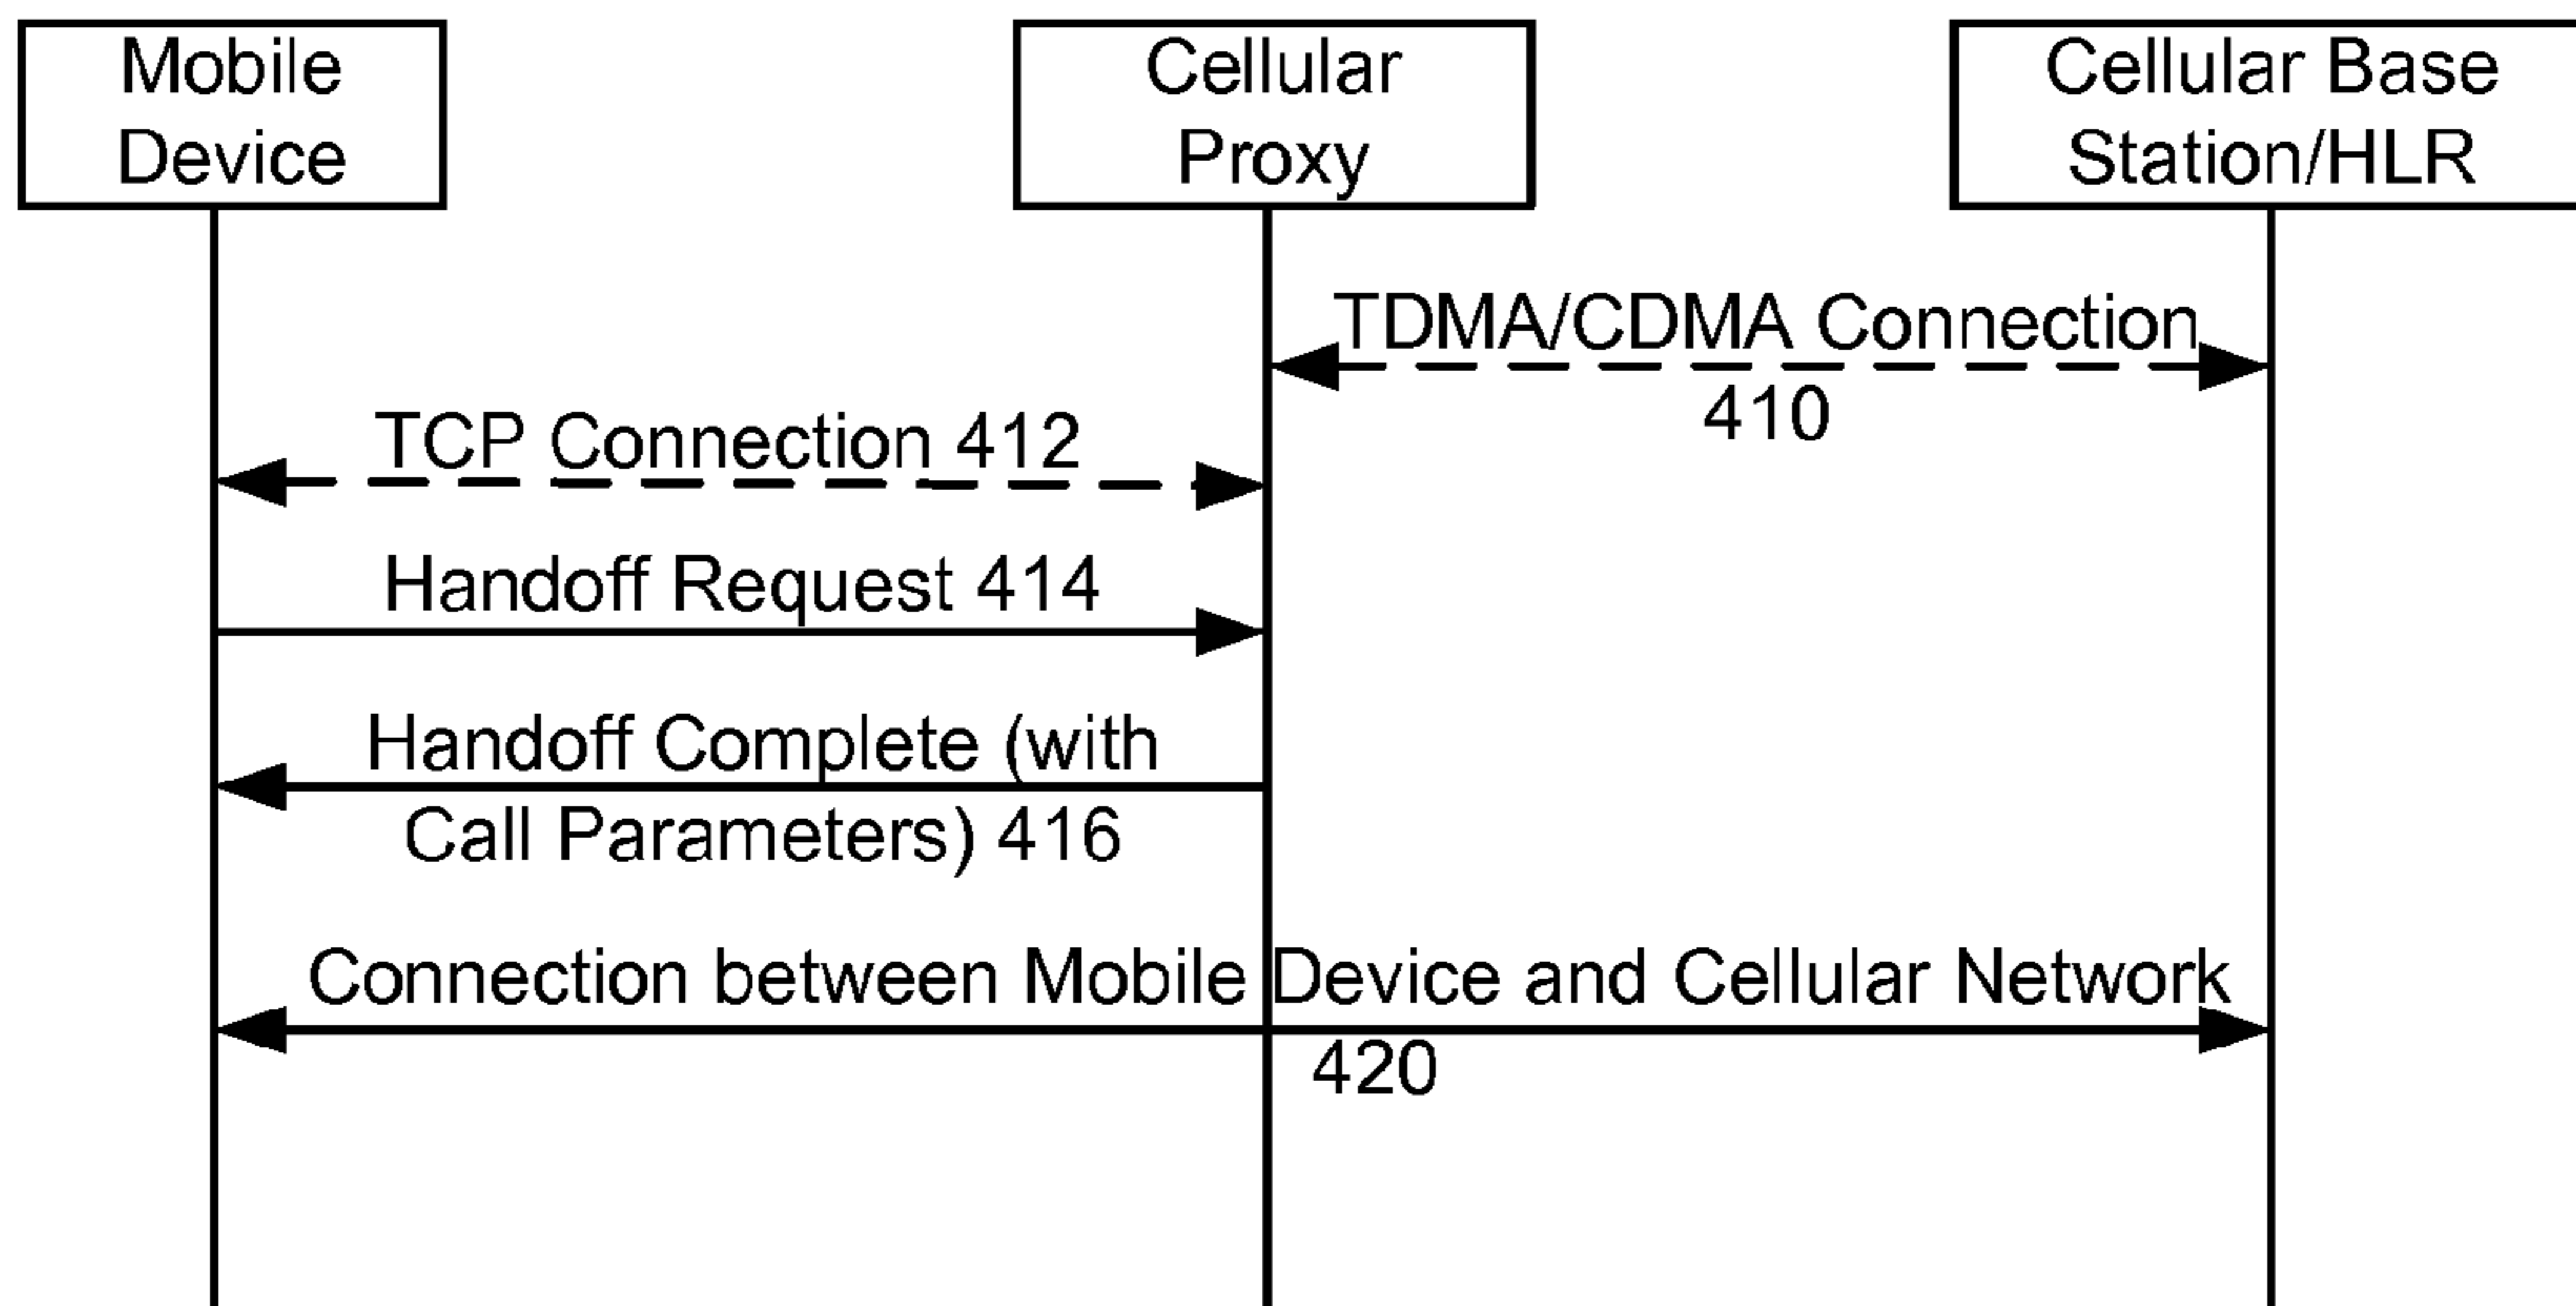 Mobile
Device
Cellular
Proxy
Cellular Base
Station/HLR
TDMA/CDMA Connection
410
TCP Connection 412
Handoff Request 414
Handoff Complete (with
Call Parameters) 416
Connection between Mobile Device and Cellular Network
420